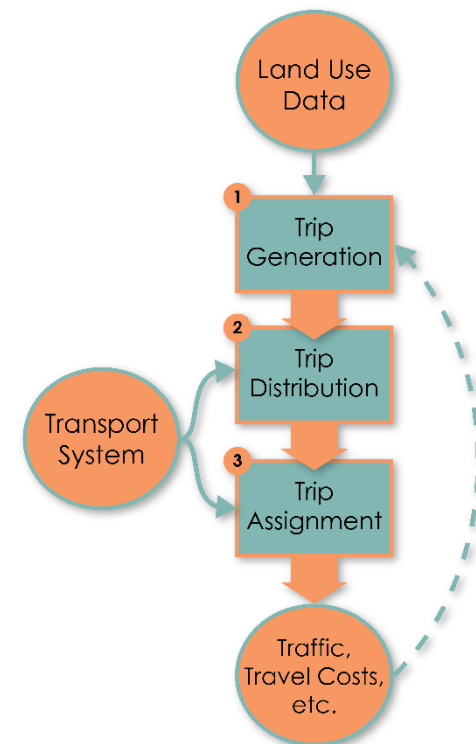 Land Use
Data
1
Trip
Generation
2
Trip
Distribution
Transport
System
3
Trip
Assignment
Traffic,
Travel Costs,
etc.